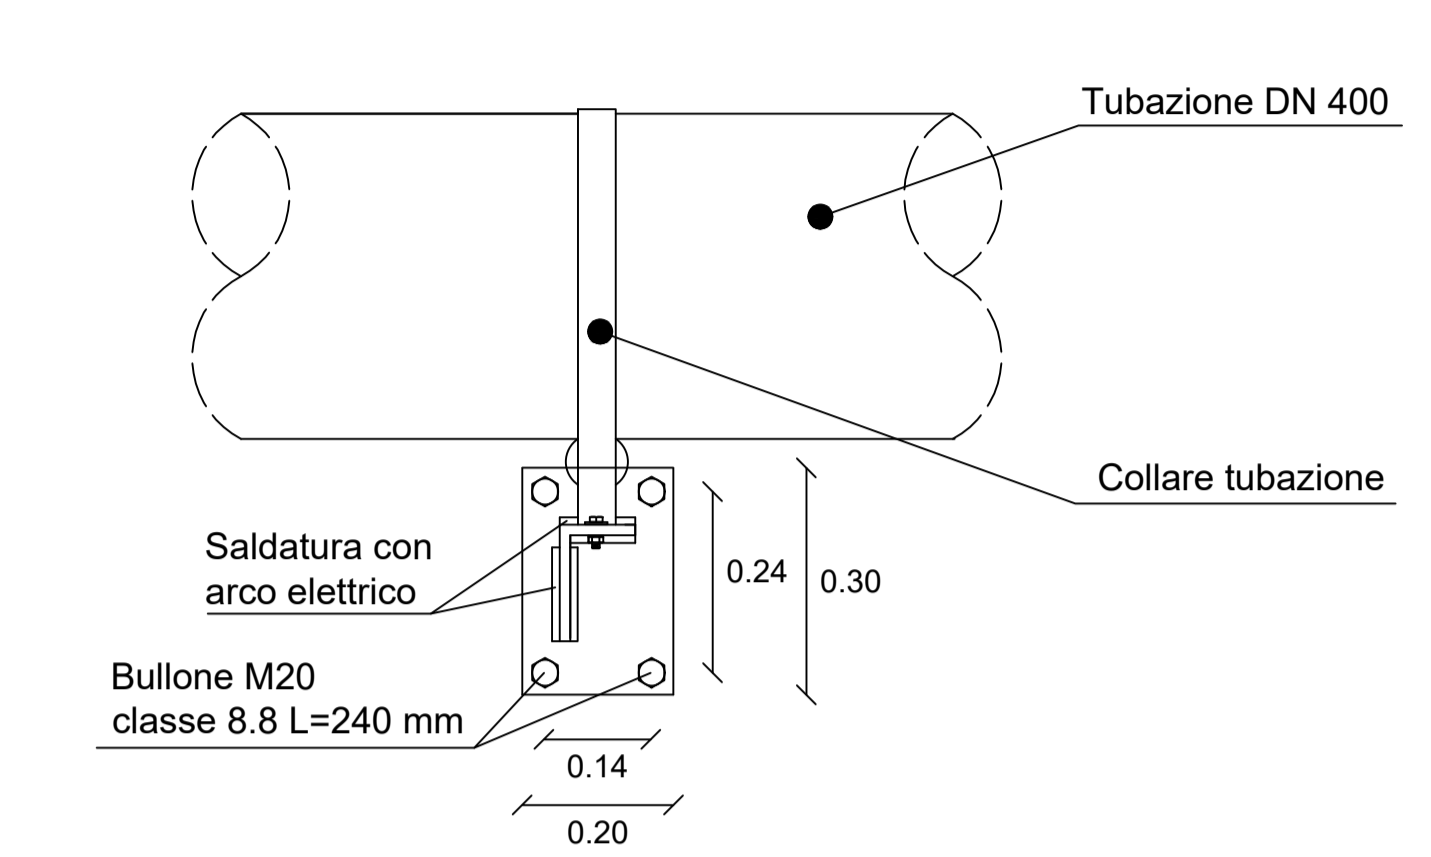 Tubazione DN 400
Collare tubazione
Saldatura con
arco elettrico
0.24
0.30
Bullone M20
classe 8.8 L=240 mm
0.14
0.20